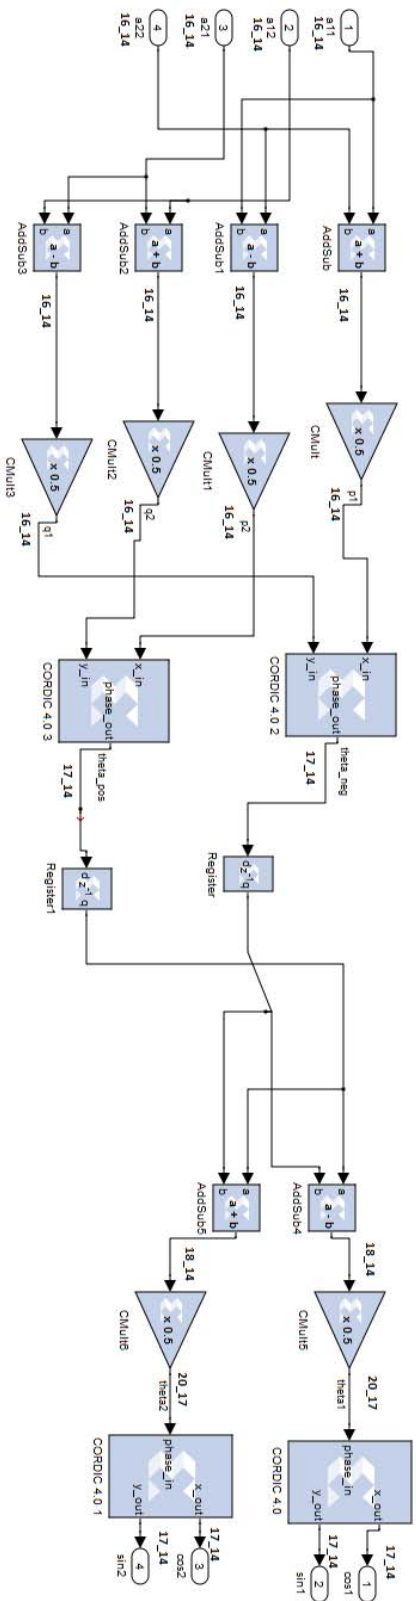 1
a11
16_14
2
a12
16_14
3
a21
16_14
4
a22
16_14
a
b
a + b
AddSub
a
b
a - b
AddSub1
a
b
a + b
AddSub2
a
b
a - b
AddSub3
16_14
16_14
16_14
16_14
x 0.5
CMult
x 0.5
CMult1
x 0.5
CMult2
x 0.5
CMult3
p1
16_14
p2
16_14
q2
16_14
q1
16_14
x_in
y_in
phase_out
CORDIC 4.0 2
x_in
y_in
phase_out
CORDIC 4.0 3
theta_neg
17_14
theta_pos
17_14
d z-1 q
Register
d z-1 q
Register1
a
b
a - b
AddSub4
a
b
a + b
AddSub5
18_14
18_14
x 0.5
CMult5
x 0.5
CMult6
20_17
theta1
20_17
theta2
phase_in
x_out
y_out
CORDIC 4.0
phase_in
x_out
y_out
CORDIC 4.0 1
17_14
1
cos1
17_14
2
sin1
17_14
3
cos2
17_14
4
sin2